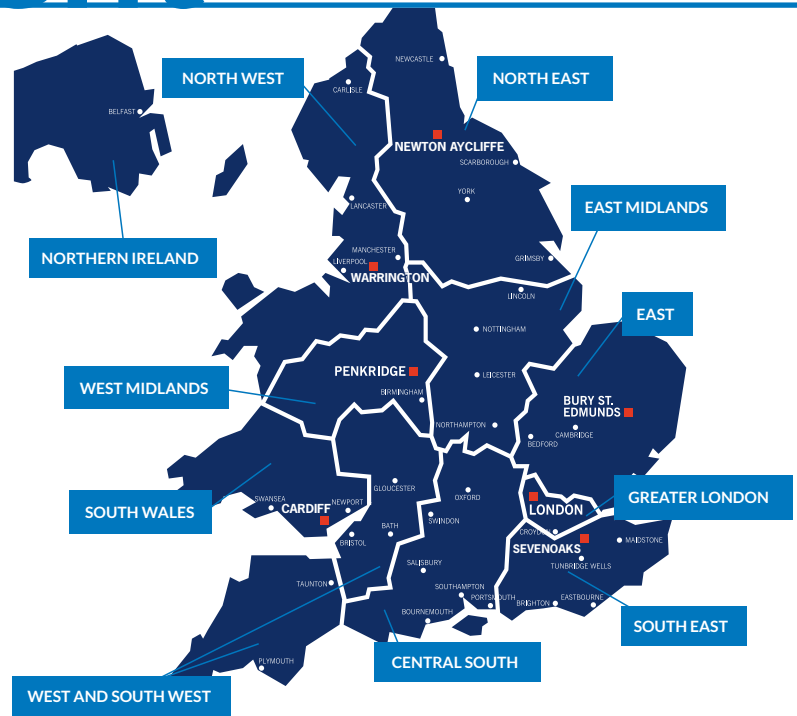 NEWCASTLE
NORTH WEST
NORTH EAST
CARLISLE
BELFAST
NEWTON AYCLIFFE
SCARBOROUGH
YORK
LANCASTER
EAST MIDLANDS
NORTHERN IRELAND
MANCHESTER
LIVERPOOL
GRIMSBY
WARRINGTON
LINCOLN
EAST
NOTTINGHAM
PENKRIDGE
LEICESTER
WEST MIDLANDS
BIRMINGHAM
BURY ST.
EDMUNDS
NORTHAMPTON
CAMBRIDGE
BEDFORD
GLOUCESTER
OXFORD
GREATER LONDON
SWANSEA
SOUTH WALES
NEWPORT
CARDIFF
LONDON
SWINDON
BATH
CROYDON
BRISTOL
MAIDSTONE
SEVENOAKS
SALISBURY
TUNBRIDGE WELLS
TAUNTON
SOUTHAMPTON
PORTSMOUTH
EASTBOURNE
BRIGHTON
BOURNEMOUTH
SOUTH EAST
CENTRAL SOUTH
PLYMOUTH
WEST AND SOUTH WEST